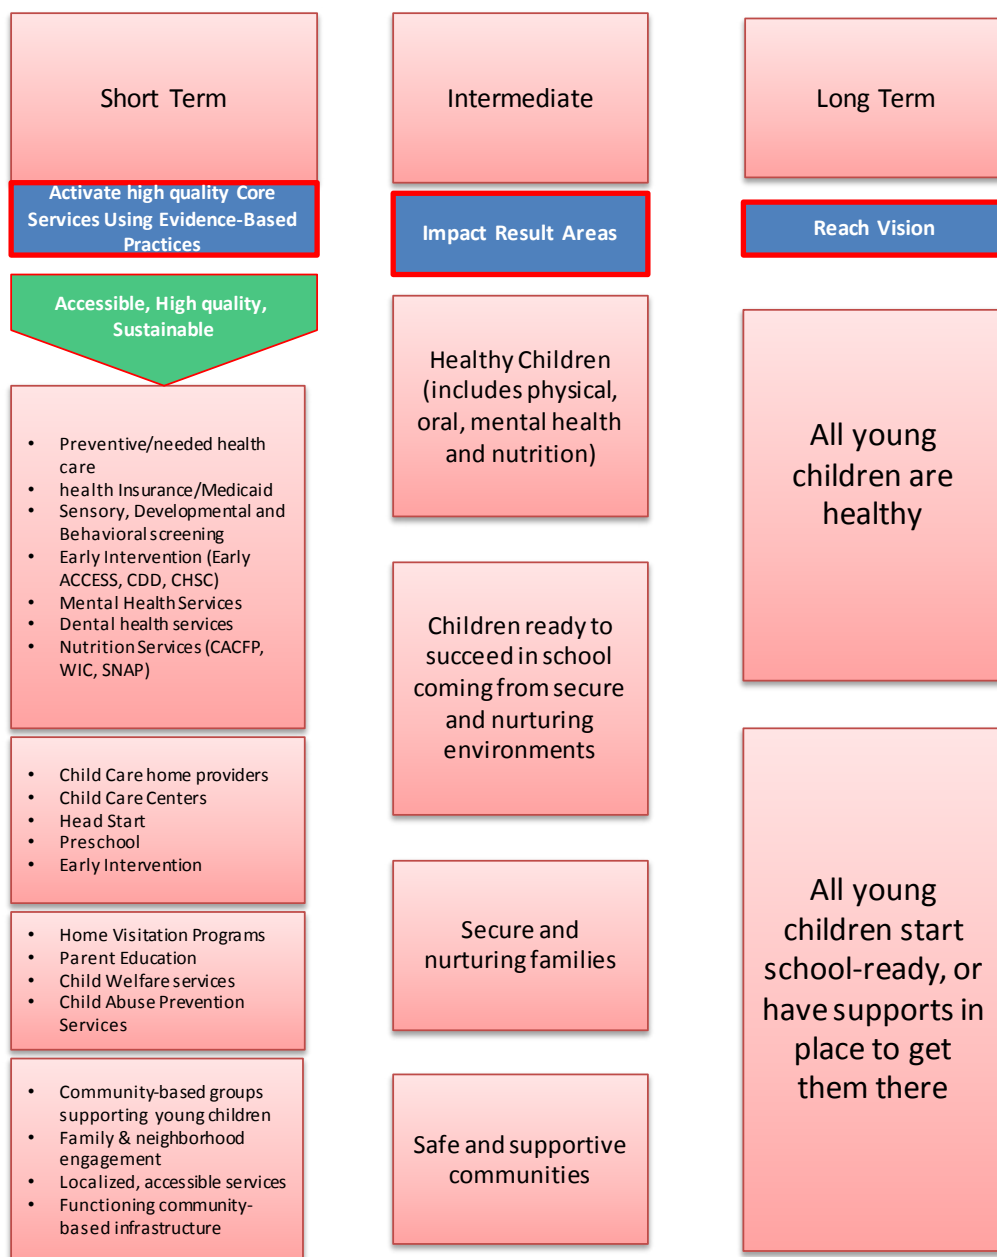 Short Term
Activate high quality Core
Services Using Evidence-Based
Practices
Accessible, High quality,
Sustainable
• Preventive/needed health
care
• health Insurance/Medicaid
• Sensory, Developmental and
Behavioral screening
• Early Intervention (Early
ACCESS, CDD, CHSC)
• Mental Health Services
• Dental health services
• Nutrition Services (CACFP,
WIC, SNAP)
• Child Care home providers
• Child Care Centers
• Head Start
• Preschool
• Early Intervention
• Home Visitation Programs
• Parent Education
• Child Welfare services
• Child Abuse Prevention
Services
• Community-based groups
supporting young children
• Family & neighborhood
engagement
• Localized, accessible services
• Functioning community-
based infrastructure
Intermediate
Impact Result Areas
Healthy Children
(includes physical,
oral, mental health
and nutrition)
Children ready to
succeed in school
coming from secure
and nurturing
environments
Secure and
nurturing families
Safe and supportive
communities
Long Term
Reach Vision
All young
children are
healthy
All young
children start
school-ready, or
have supports in
place to get
them there